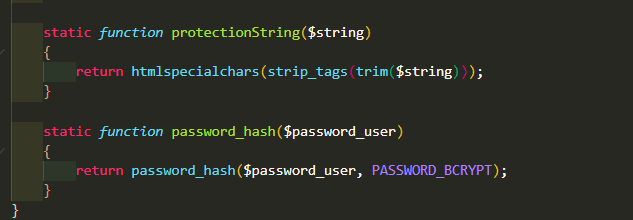 static function protectionString($string)
{
return htmlspecialchars(strip_tags(trim($string)));
}
static function password_hash($password_user)
{
return password_hash($password_user, PASSWORD_BCRYPT);
}
}